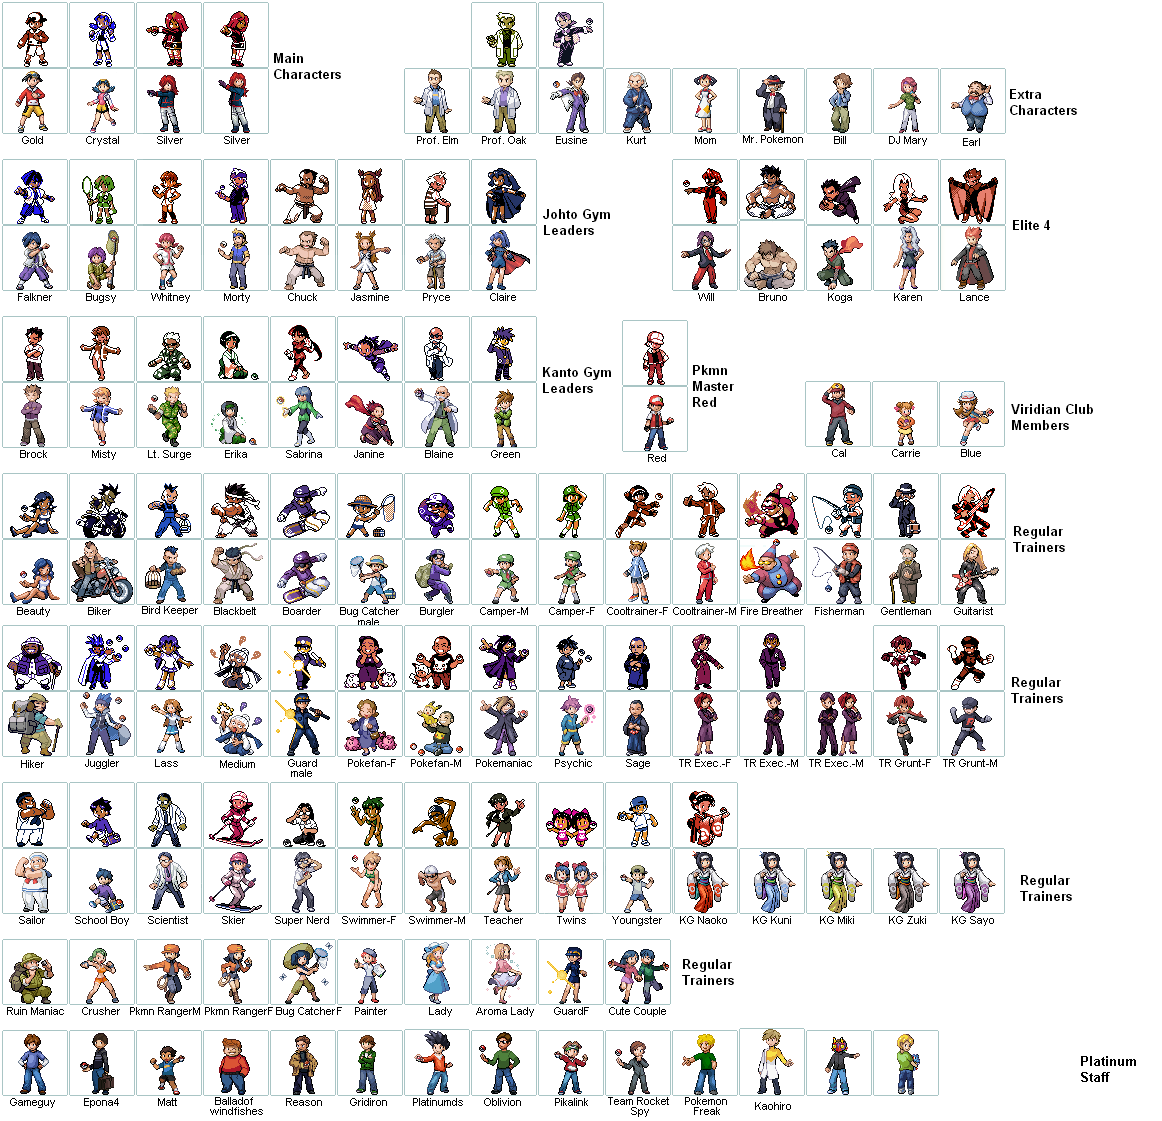 Main
Characters
Extra
Characters
Gold Crystal Silver Silver
Prof. Elm Prof. Oak Eusine Kurt Mom Mr. Pokemon Bill DJ Mary Earl
Johto Gym
Leaders
Elite 4
Falkner Bugsy Whitney Morty Chuck Jasmine Pryce Claire
Will Bruno Koga Karen Lance
Kanto Gym
Leaders
Pkmn
Master
Red
Viridian Club
Members
Brock Misty Lt. Surge Erika Sabrina Janine Blaine Green
Red
Cal Carrie Blue
Regular
Trainers
Beauty Biker Bird Keeper Blackbelt Boarder Bug Catcher Burgler Camper-M Camper-F Cooltrainer-F Cooltrainer-M Fire Breather Fisherman Gentleman Guitarist
male
Regular
Trainers
Hiker Juggler Lass Medium Guard Pokefan-F Pokefan-M Pokemaniac Psychic Sage TR Exec.-F TR Exec.-M TR Exec.-M TR Grunt-F TR Grunt-M
male
Regular
Trainers
Sailor School Boy Scientist Skier Super Nerd Swimmer-F Swimmer-M Teacher Twins Youngster KG Naoko KG Kuni KG Miki KG Zuki KG Sayo
Regular
Trainers
Ruin Maniac Crusher Pkmn RangerM Pkmn RangerF Bug CatcherF Painter Lady Aroma Lady GuardF Cute Couple
Platinum
Staff
Gameguy Epona4 Matt Balladof Reason Gridiron Platinumds Oblivion Pikalink Team Rocket Pokemon Kaohiro
windfishes Spy Freak